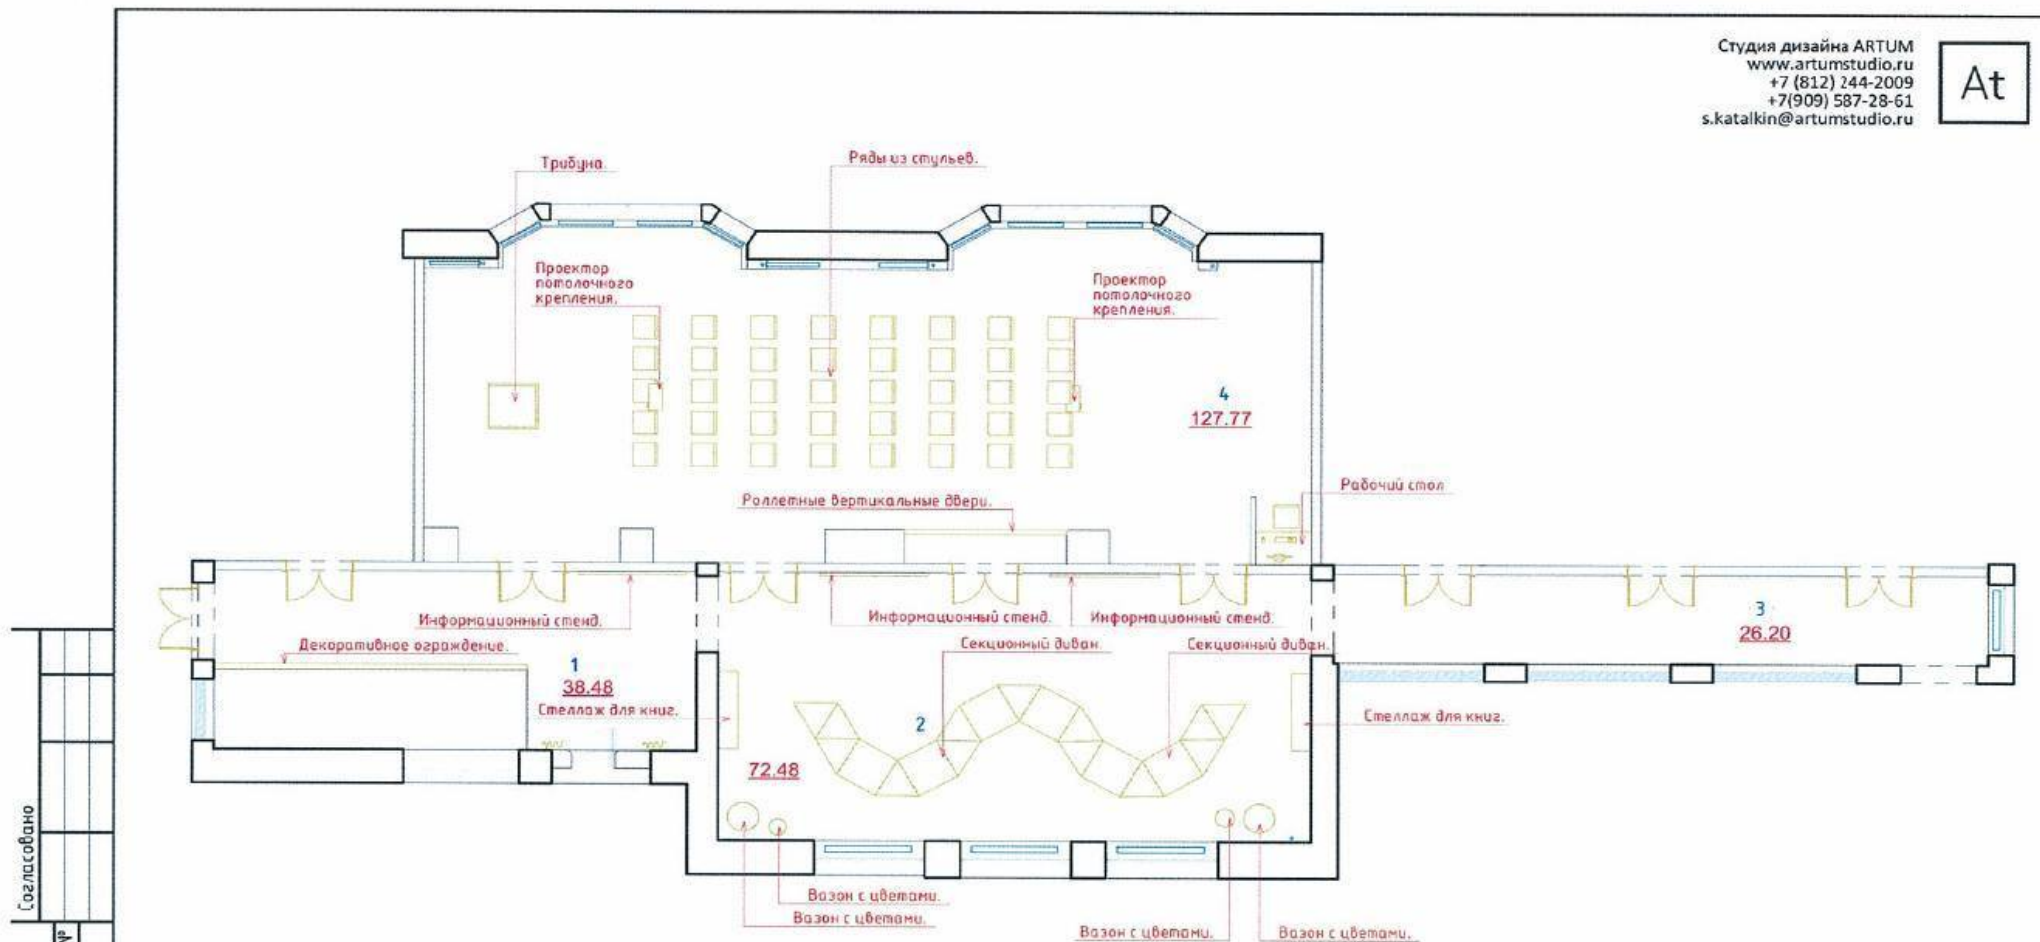 Студия дизайна ARTUM
www.artumstudio.ru
+7 (812) 244-2009
+7(909) 587-28-61
s.katalkin@artumstudio.ru
At
Трибуна.
Ряды из стульев.
Проектор
потолочного
крепления.
Проектор
потолочного
крепления.
4
127.77
Рабочий стол
Роллетные вертикальные двери.
Информационный стенд.
Информационный стенд.
Информационный стенд.
3
26.20
Декоративное ограждение.
Секционный диван.
Секционный диван.
1
38.48
Стеллаж для книг.
2
Стеллаж для книг.
72.48
Вазон с цветами.
Вазон с цветами.
Вазон с цветами.
Вазон с цветами.
Согласовано
№